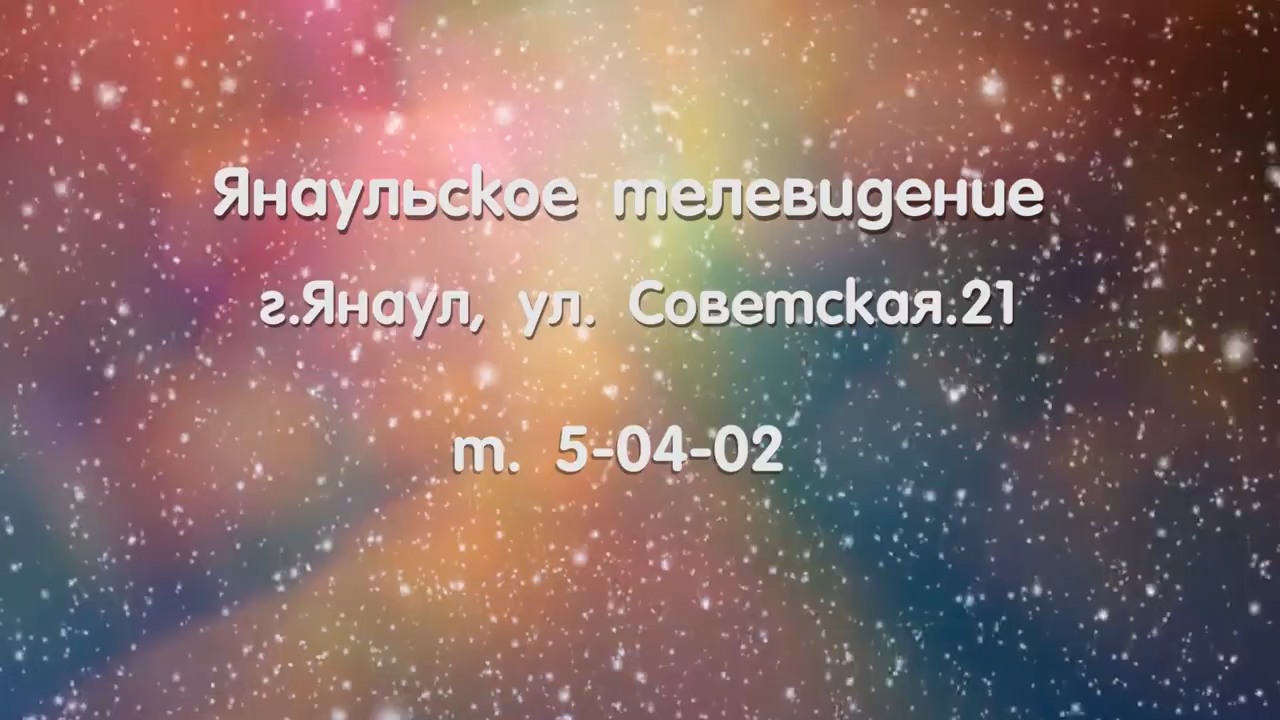 Янаульское телевидение
г.Янаул, ул. Советская.21
т. 5-04-02